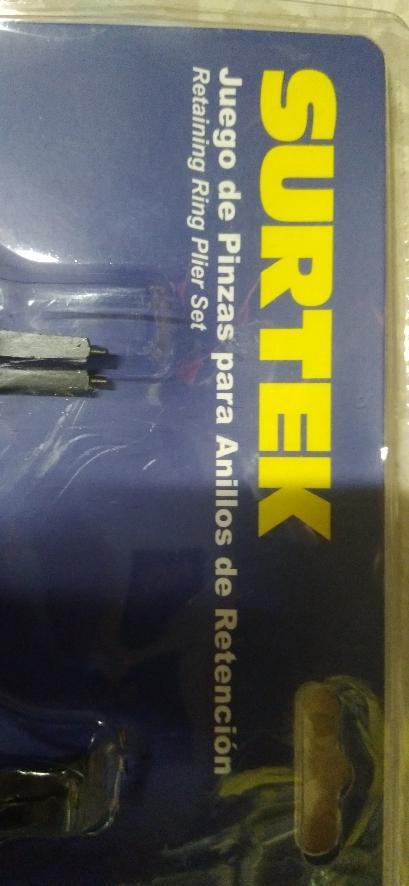 SURTEK
Juego de Pinzas para Anillos de Retención
Retaining Ring Plier Set